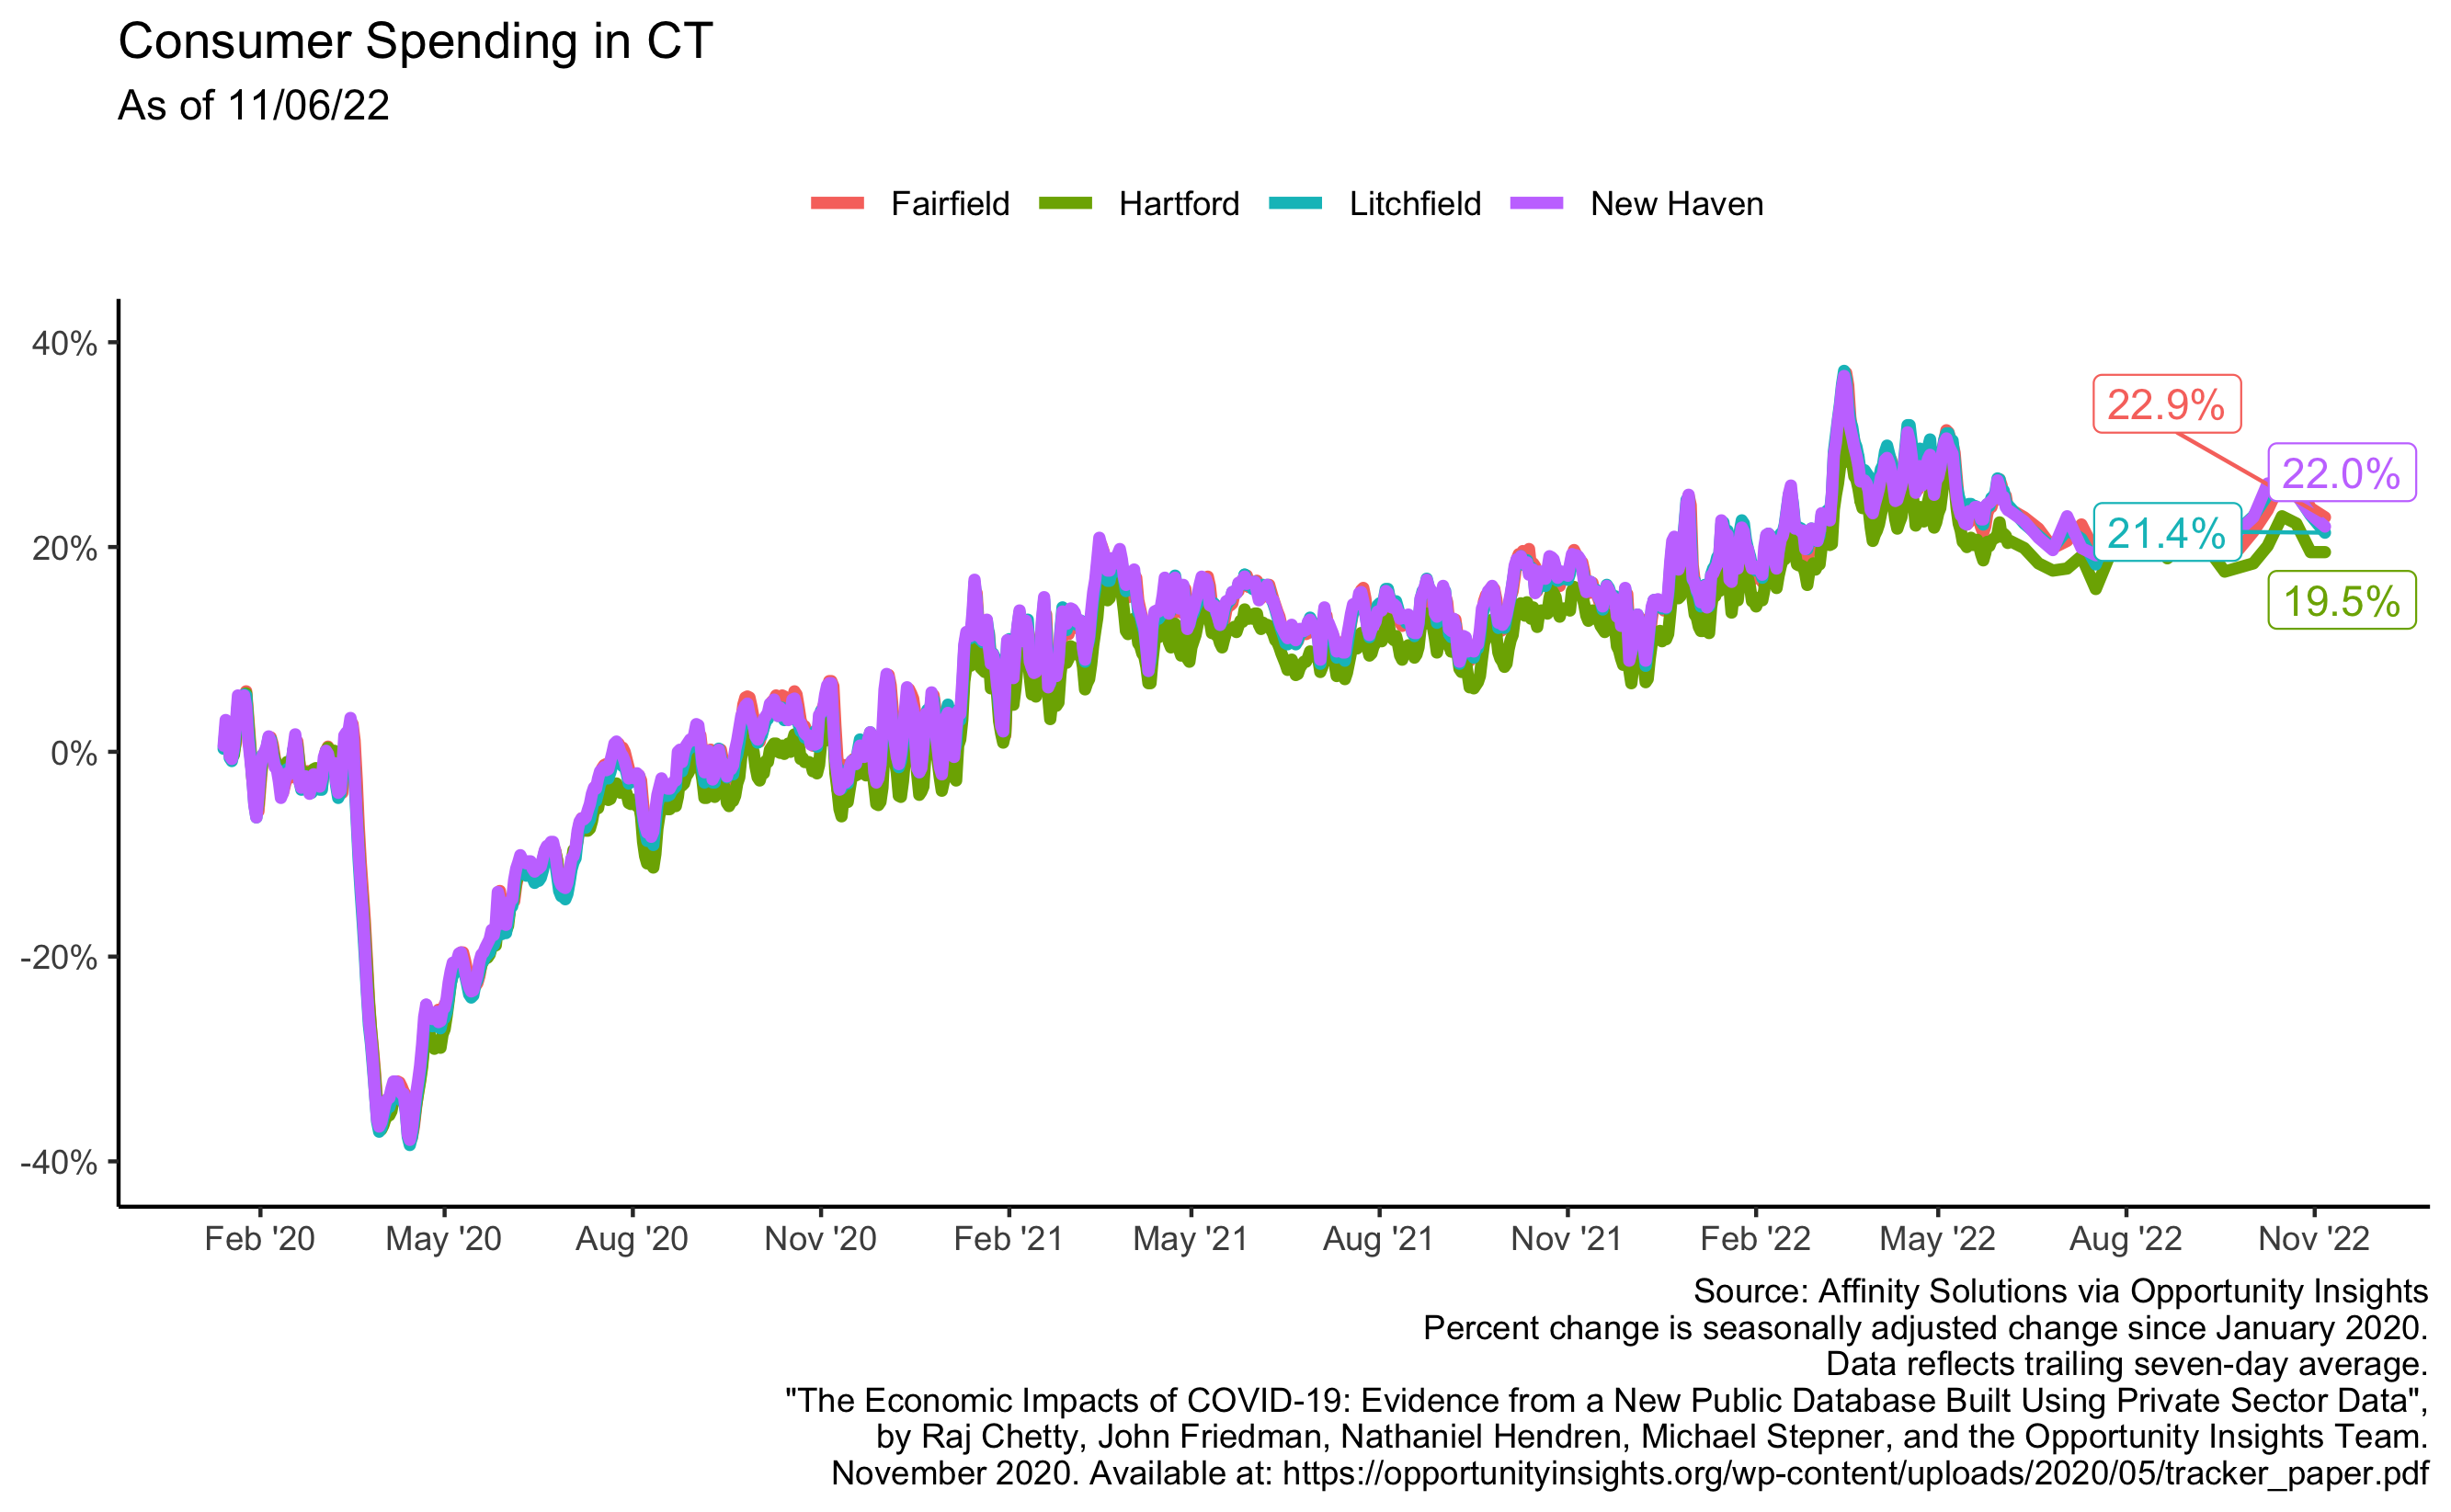 Consumer Spending in CT
As of 11/06/22
Fairfield Hartford Litchfield New Haven
40%
20%
0%
-20%
-40%
22.9%
22.0%
21.4%
19.5%
Feb '20 May '20 Aug '20 Nov '20 Feb '21 May '21 Aug '21 Nov '21 Feb '22 May '22 Aug '22 Nov '22
Source: Affinity Solutions via Opportunity Insights
Percent change is seasonally adjusted change since January 2020.
Data reflects trailing seven-day average.
"The Economic Impacts of COVID-19: Evidence from a New Public Database Built Using Private Sector Data",
by Raj Chetty, John Friedman, Nathaniel Hendren, Michael Stepner, and the Opportunity Insights Team.
November 2020. Available at: https://opportunityinsights.org/wp-content/uploads/2020/05/tracker_paper.pdf